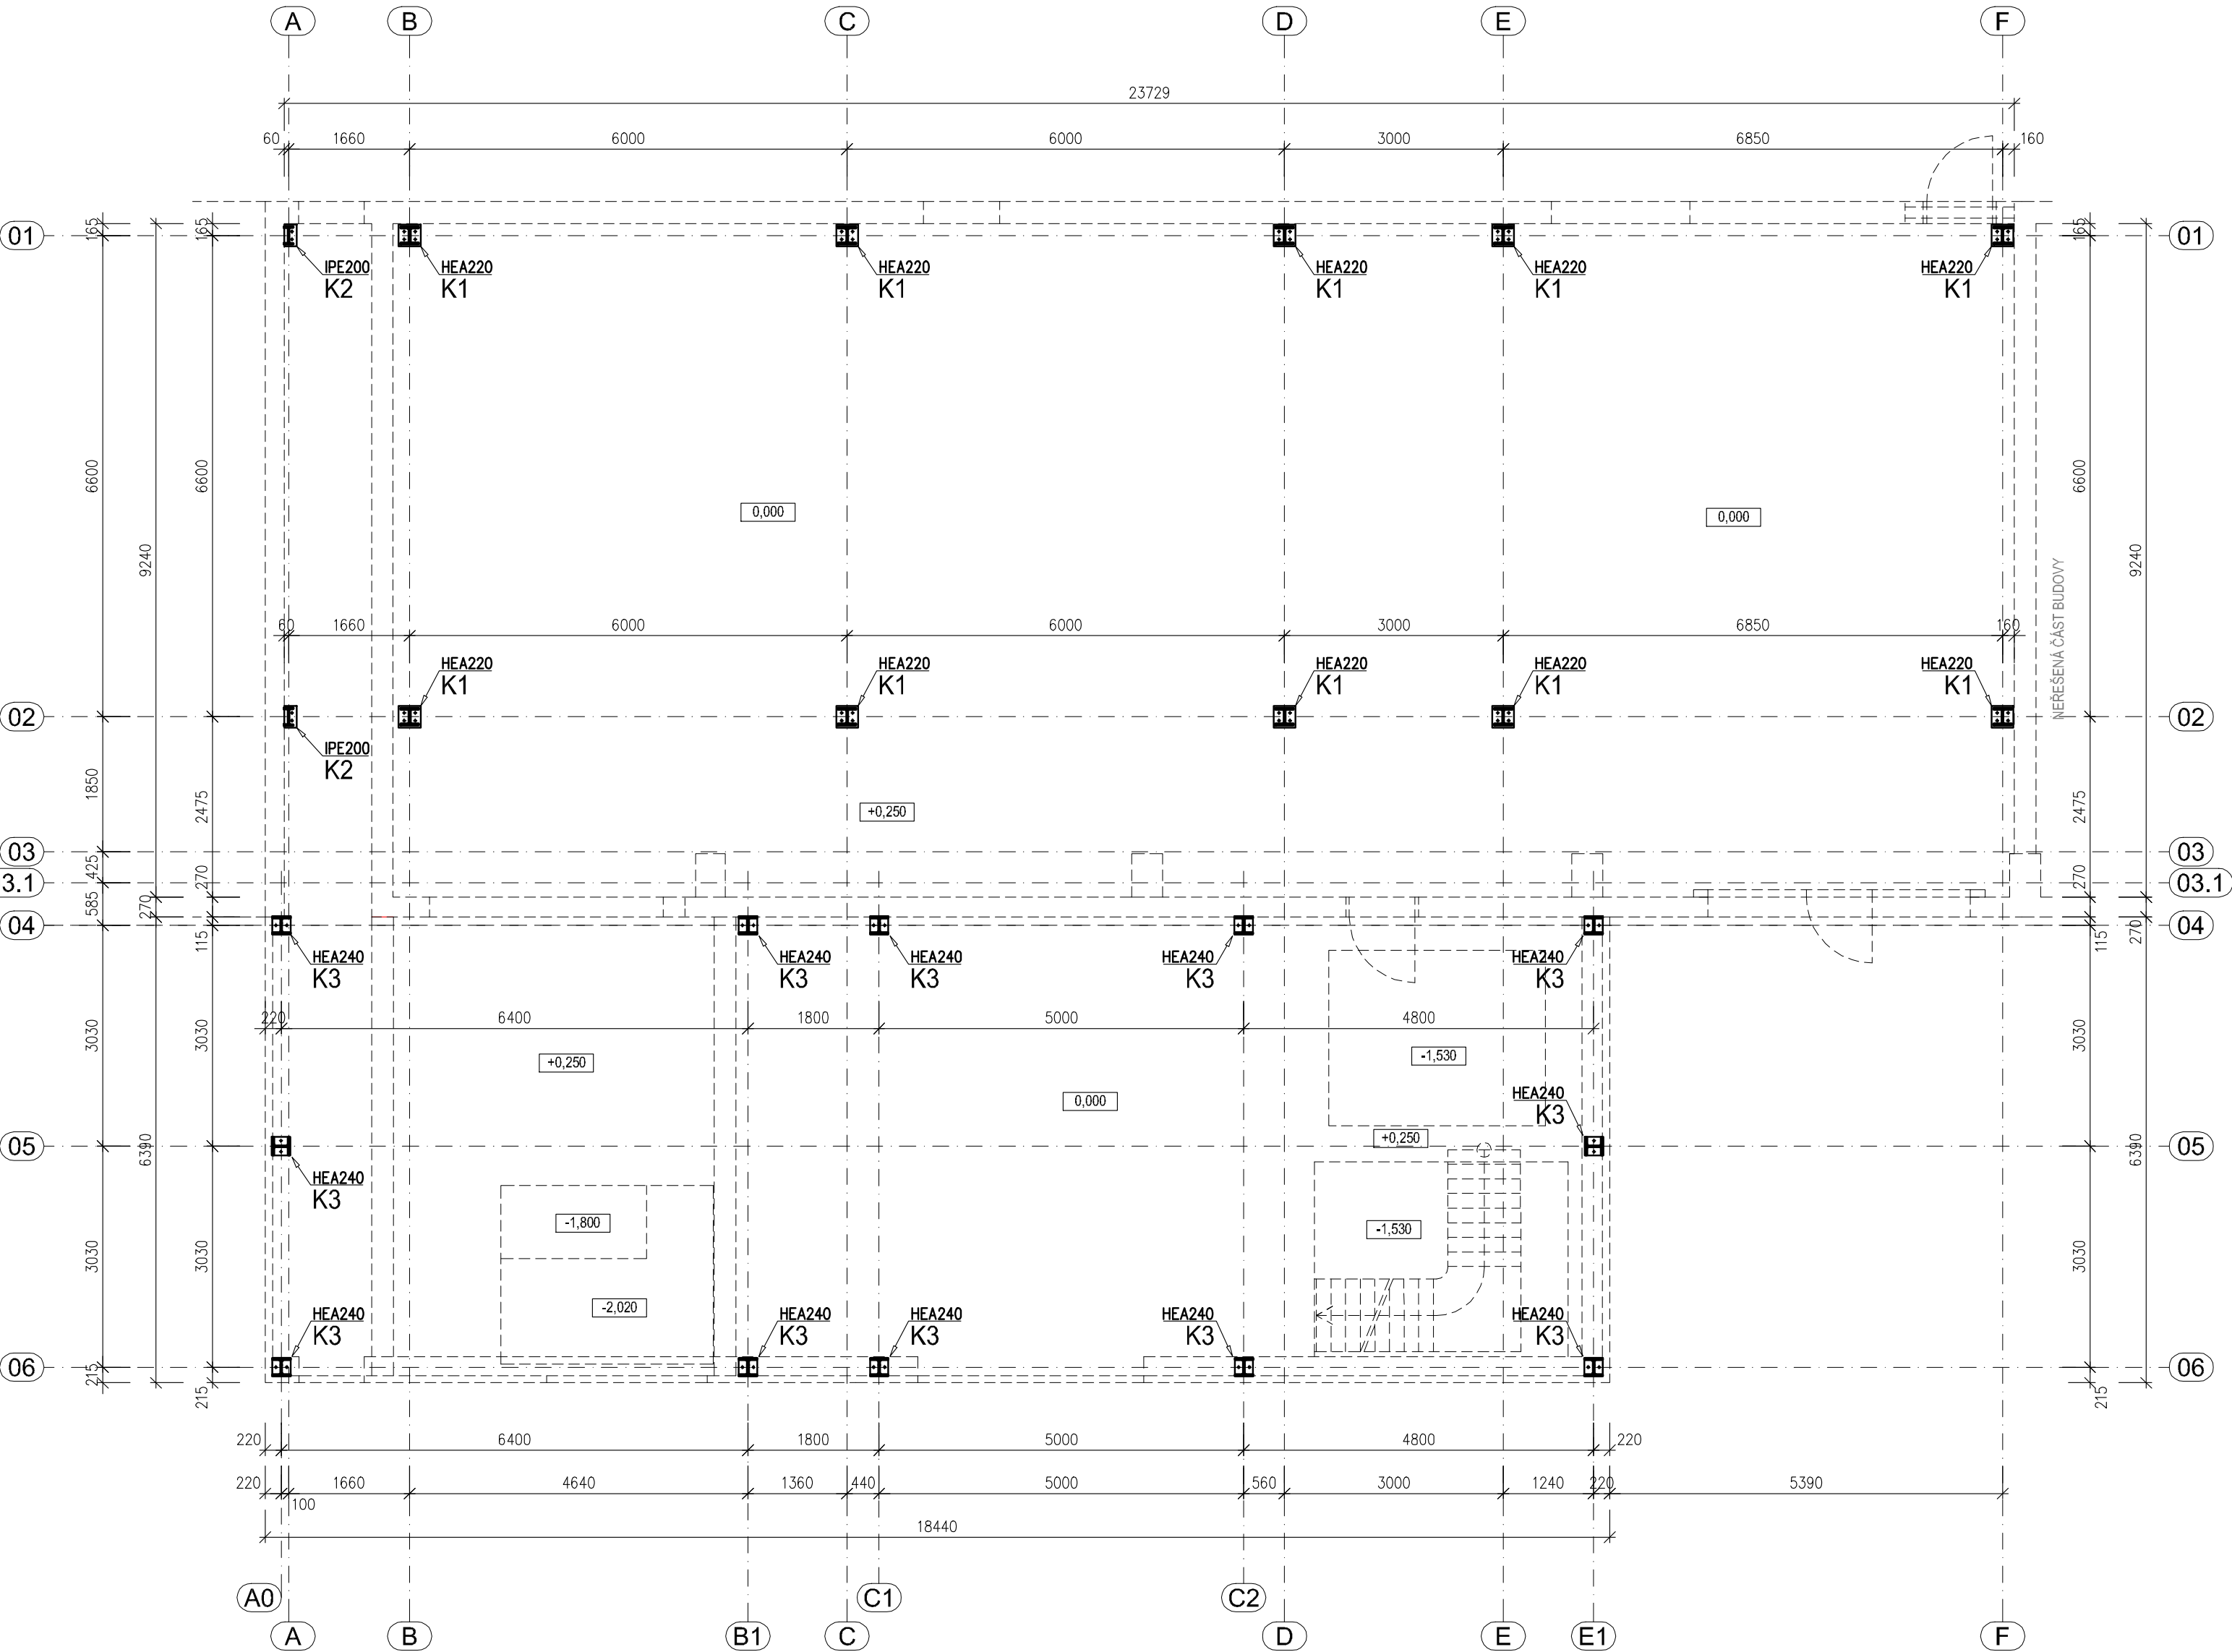 A B C D E F
23729
60 1660 6000 6000 3000 6850 160
01 165 165 165 01
IPE200 HEA220 HEA220 HEA220 HEA220 HEA220
K2 K1 K1 K1 K1 K1
6600 6600 6600
0,000 0,000
9240 9240
NEŘEŠENÁ ČÁST BUDOVY
60 1660 6000 6000 3000 6850 160
HEA220 HEA220 HEA220 HEA220 HEA220
K1 K1 K1 K1 K1
02 02
IPE200
K2
1850 2475 2475
+0,250
03 03
425 270 270
3.1 03.1
585 270 270
04 115 115 04
HEA240 HEA240 HEA240 HEA240 HEA240
K3 K3 K3 K3 K3
220 6400 1800 5000 4800
3030 3030 3030
+0,250 -1,530
0,000
HEA240
K3
+0,250
05 6390 6390 05
HEA240
K3
-1,800 -1,530
3030 3030 3030
-2,020
HEA240 HEA240 HEA240 HEA240 HEA240
K3 K3 K3 K3 K3
06 06
215 215 215
220 6400 1800 5000 4800 220
220 100 1660 4640 1360 440 5000 560 3000 1240 220 5390
18440
A0 C1 C2
A B B1 C D E E1 F